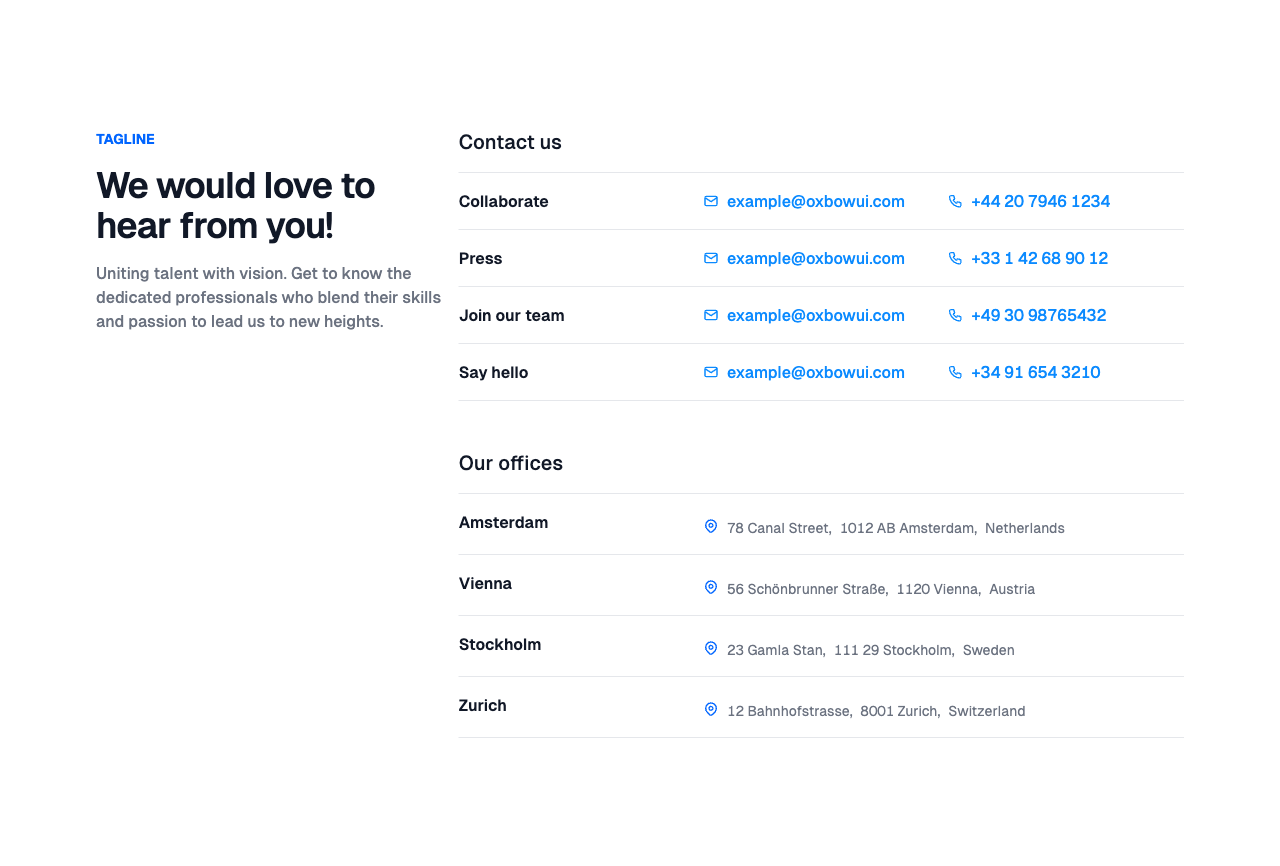 TAGLINE
We would love to
hear from you!
Uniting talent with vision. Get to know the
dedicated professionals who blend their skills
and passion to lead us to new heights.
Contact us
Collaborate example@oxbowui.com +44 20 7946 1234
Press example@oxbowui.com +33 1 42 68 90 12
Join our team example@oxbowui.com +49 30 98765432
Say hello example@oxbowui.com +34 91 654 3210
Our offices
Amsterdam 78 Canal Street, 1012 AB Amsterdam, Netherlands
Vienna 56 Schönbrunner Straße, 1120 Vienna, Austria
Stockholm 23 Gamla Stan, 111 29 Stockholm, Sweden
Zurich 12 Bahnhofstrasse, 8001 Zurich, Switzerland